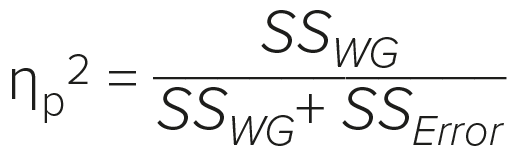 ηp² = SSWG / SSWG + SSError